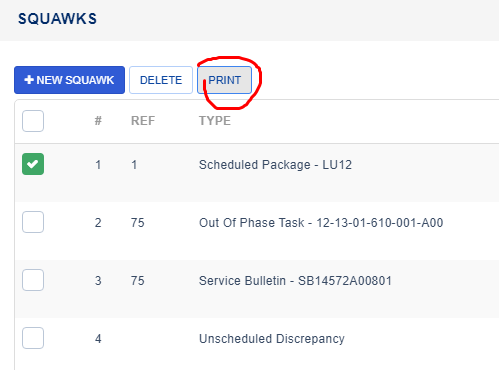 SQUAWKS
+ NEW SQUAWK DELETE PRINT
# REF TYPE
1 1 Scheduled Package - LU12
2 75 Out Of Phase Task - 12-13-01-610-001-A00
3 75 Service Bulletin - SB14572A00801
4 Unscheduled Discrepancy